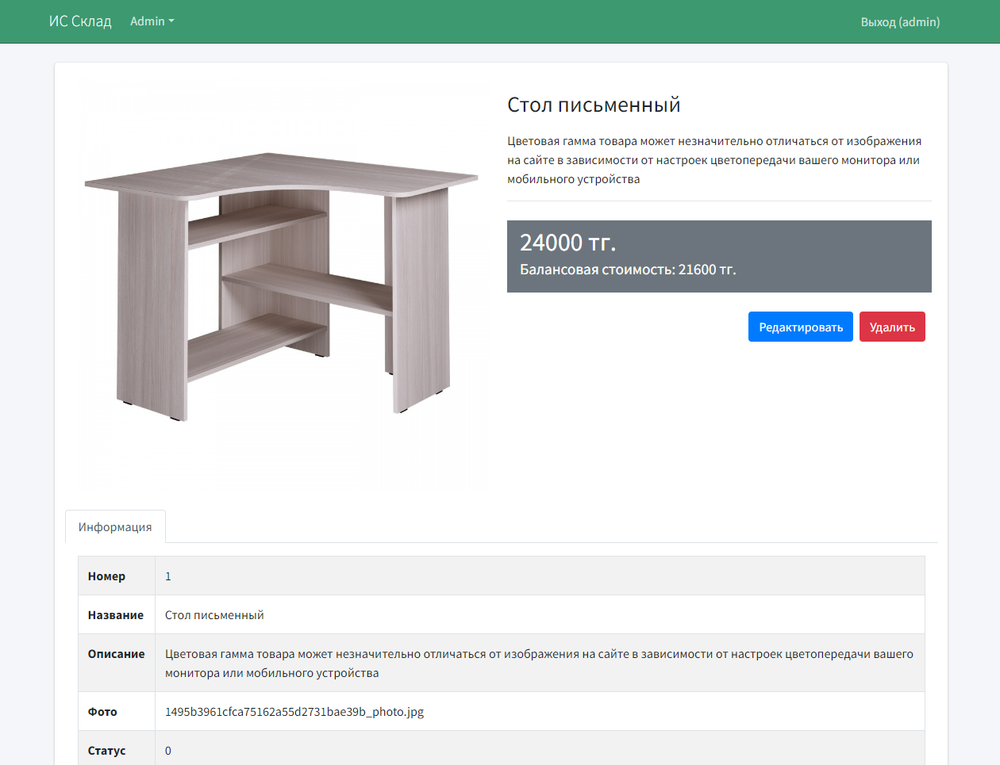 ИС Склад Admin Выход (admin)
Стол письменный
Цветовая гамма товара может незначительно отличаться от изображения
на сайте в зависимости от настроек цветопередачи вашего монитора или
мобильного устройства
24000 тг.
Балансовая стоимость: 21600 тг.
Редактировать Удалить
Информация
Номер 1
Название Стол письменный
Описание Цветовая гамма товара может незначительно отличаться от изображения на сайте в зависимости от настроек цветопередачи вашего
монитора или мобильного устройства
Фото 1495b3961cfca75162a55d2731bae39b_photo.jpg
Статус 0